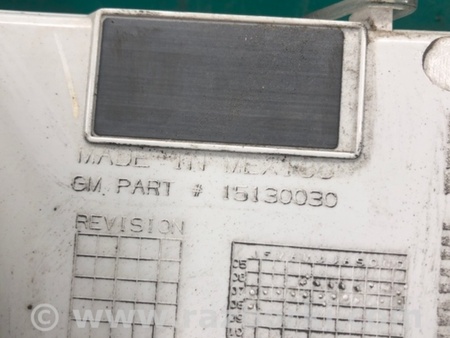 MADE IN MEXICO
GM PART # 15130030
REVISION